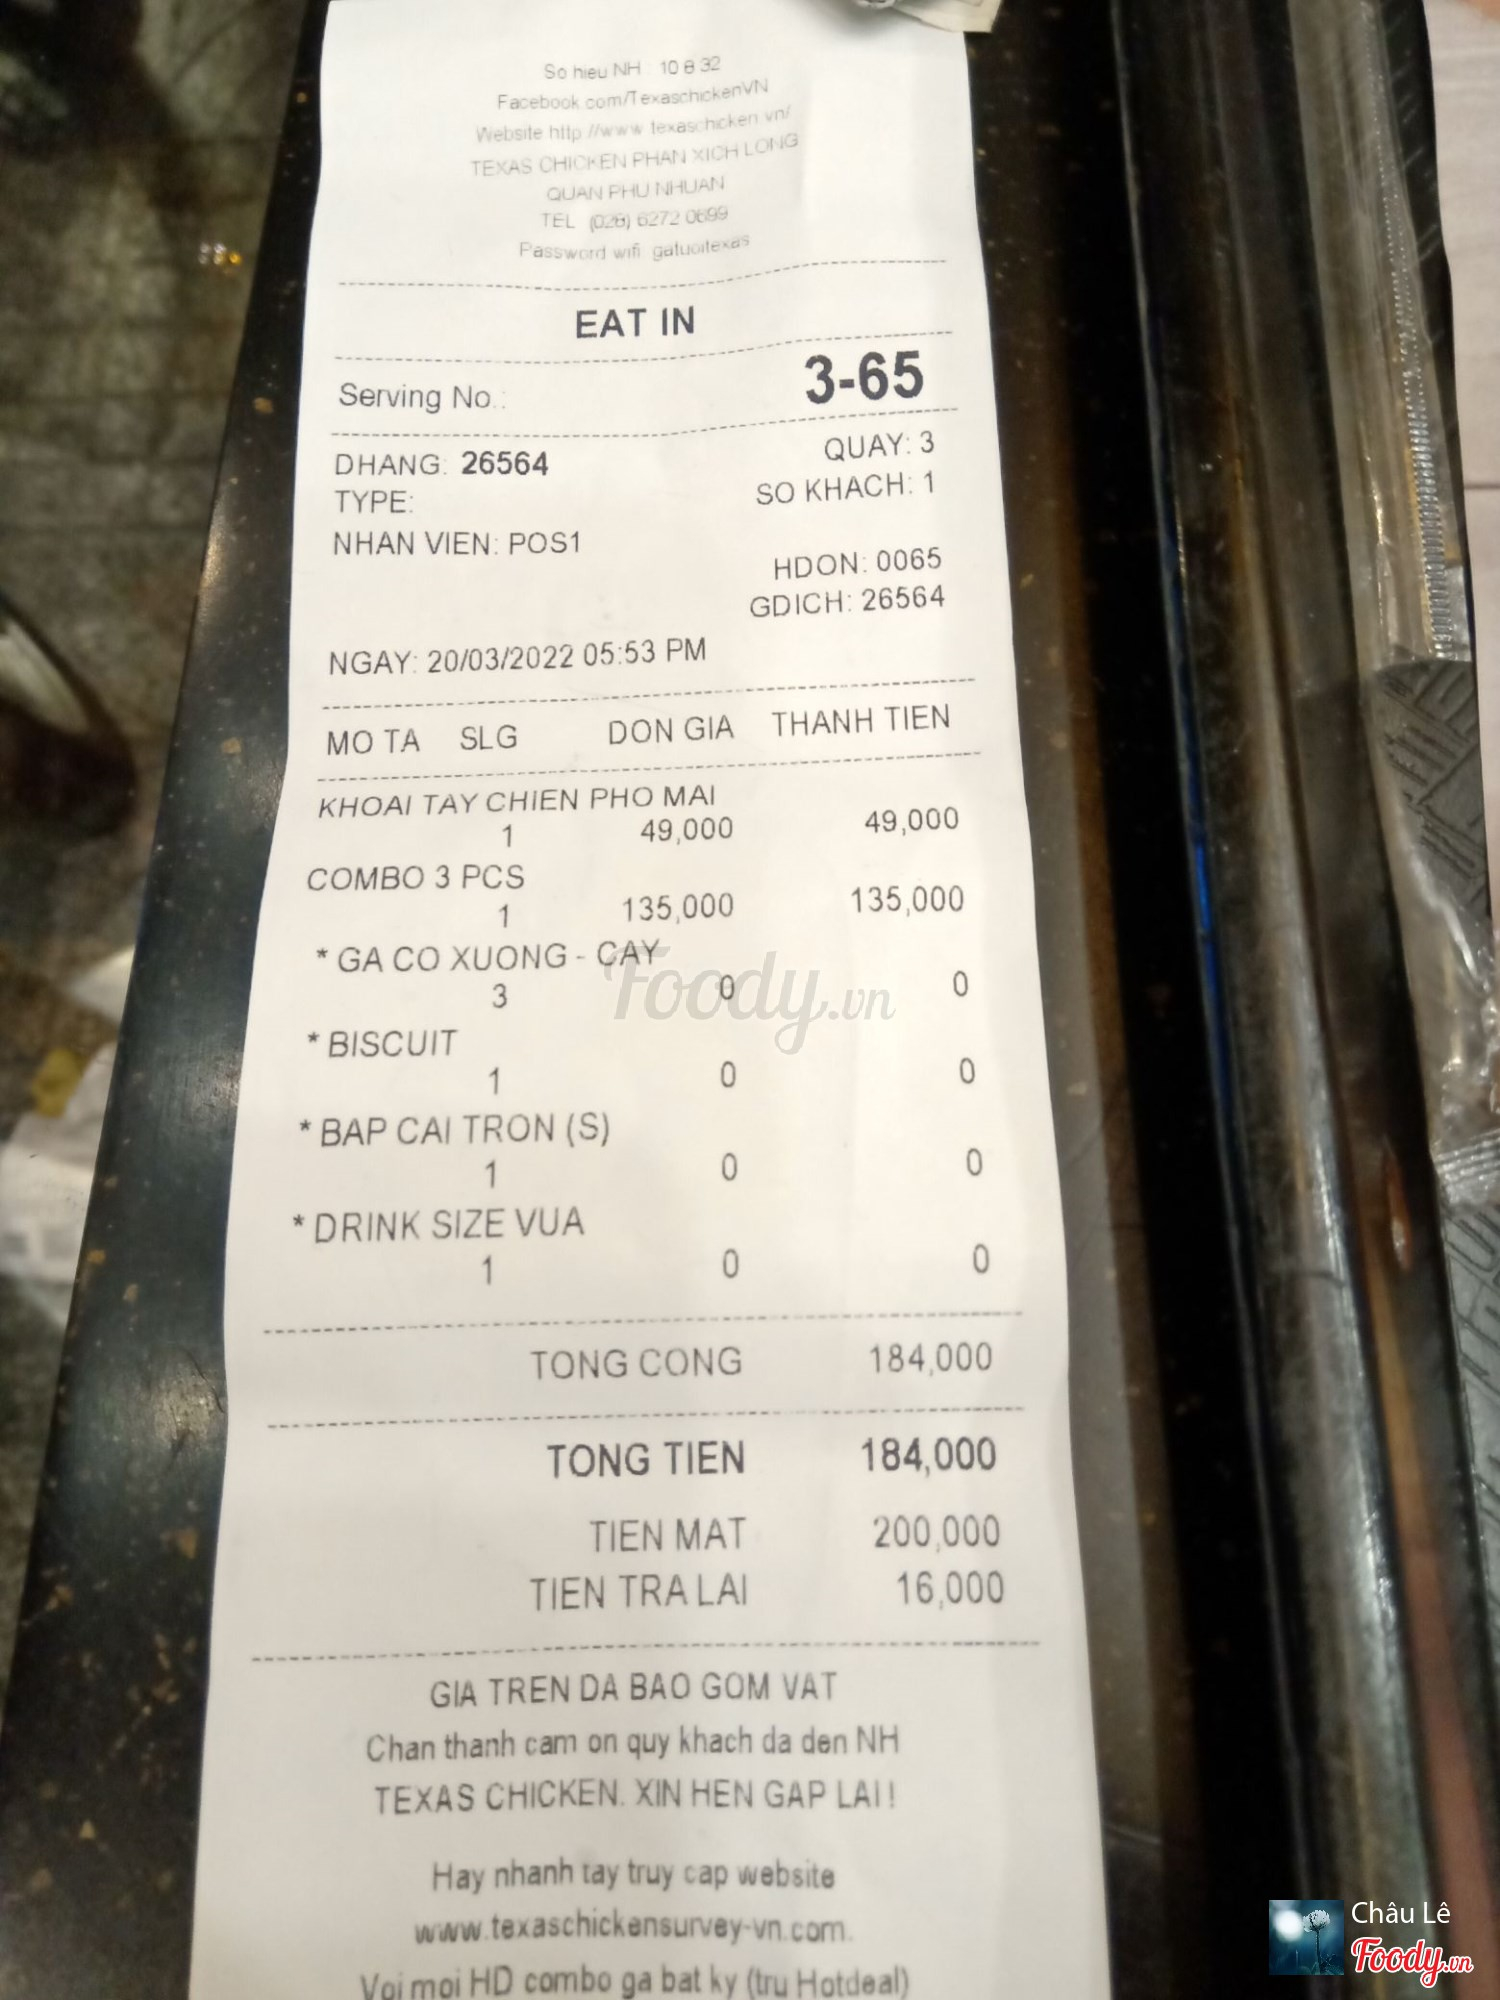 So hieu NH : 10 8 32
Facebook.com/TexaschickenVN
Website:http://www.texaschicken.vn/
TEXAS CHICKEN PHAN XICH LONG
QUAN PHU NHUAN
TEL (028) 6272 0699
Password wifi gatuoitexas
EAT IN
Serving No.: 3-65
DHANG: 26564 QUAY: 3
TYPE: SO KHACH: 1
NHAN VIEN: POS1
HDON: 0065
GDICH: 26564
NGAY: 20/03/2022 05:53 PM
MO TA SLG DON GIA THANH TIEN
KHOAI TAY CHIEN PHO MAI
1 49,000 49,000
COMBO 3 PCS
1 135,000 135,000
* GA CO XUONG - CAY
3 0 0
Foody.vn
* BISCUIT
1 0 0
* BAP CAI TRON (S)
1 0 0
* DRINK SIZE VUA
1 0 0
TONG CONG 184,000
TONG TIEN 184,000
TIEN MAT 200,000
TIEN TRA LAI 16,000
GIA TREN DA BAO GOM VAT
Chan thanh cam on quy khach da den NH
TEXAS CHICKEN. XIN HEN GAP LAI !
Hay nhanh tay truy cap website
www.texaschickensurvey-vn.com.
Voi moi HD combo ga bat ky (tru Hotdeal)
Châu Lê
Foody.vn